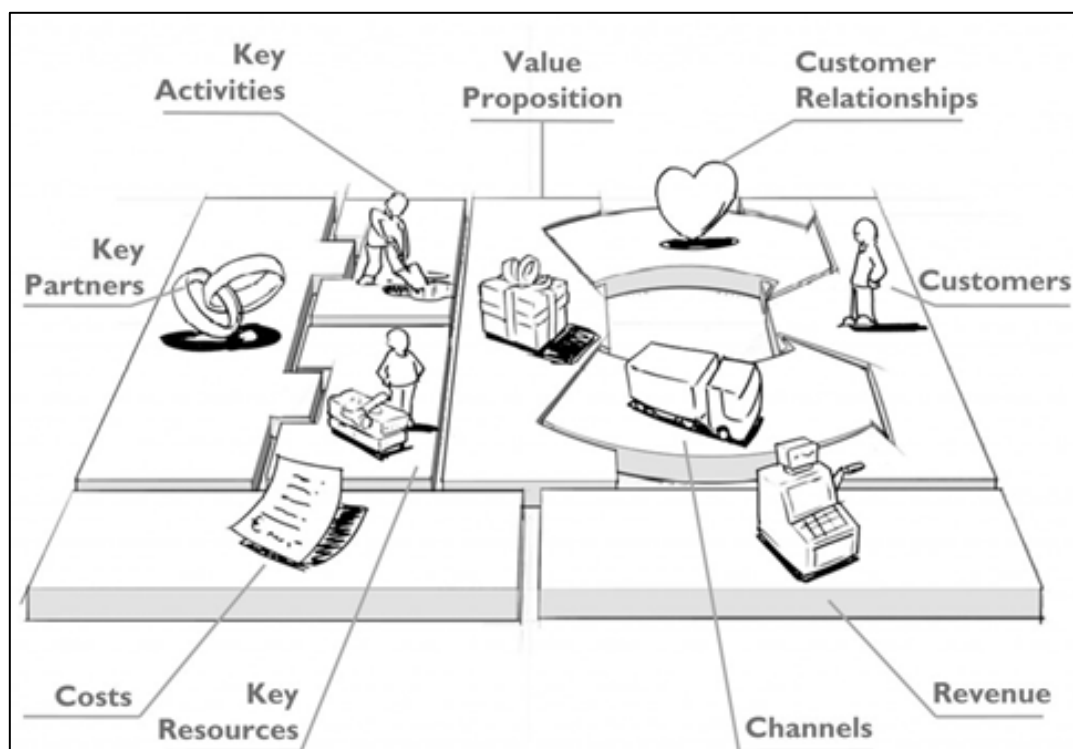 Key
Activities
Value
Proposition
Customer
Relationships
Key
Partners
Customers
Costs
Key
Resources
Channels
Revenue